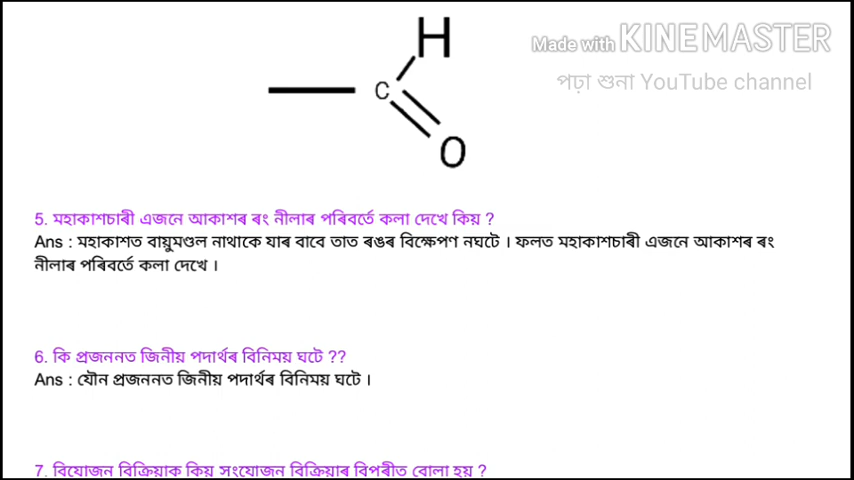 H
Made with KINEMASTER
পঢ়া শুনা YouTube channel
C
O
5. মহাকাশচাৰী এজনে আকাশৰ ৰং নীলাৰ পৰিবৰ্তে কলা দেখে কিয় ?
Ans : মহাকাশত বায়ুমণ্ডল নাথাকে যাৰ বাবে তাত ৰঙৰ বিক্ষেপণ নঘটে । ফলত মহাকাশচাৰী এজনে আকাশৰ ৰং
নীলাৰ পৰিবৰ্তে কলা দেখে ।
6. কি প্ৰজননত জিনীয় পদাৰ্থৰ বিনিময় ঘটে ??
Ans : যৌন প্ৰজননত জিনীয় পদাৰ্থৰ বিনিময় ঘটে ।
7. বিযোজন বিক্ৰিয়াক কিয় সংযোজন বিক্ৰিয়াৰ বিপৰীত বোলা হয় ?